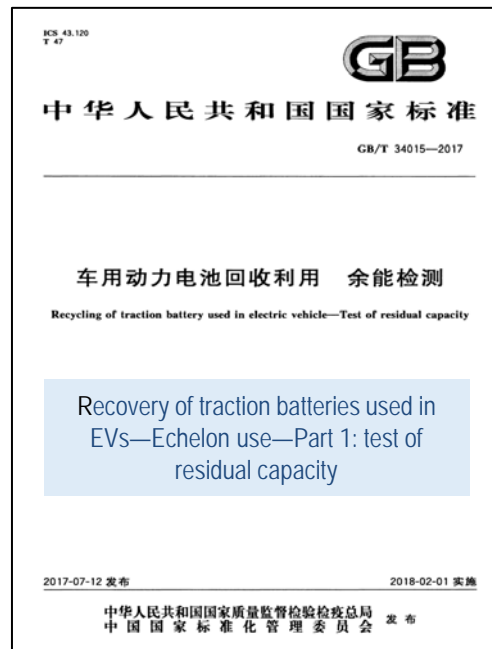 ICS 43.120
T 47
GB
中华人民共和国国家标准
GB/T 34015—2017
车用动力电池回收利用 余能检测
Recycling of traction battery used in electric vehicle—Test of residual capacity
Recovery of traction batteries used in
EVs—Echelon use—Part 1: test of
residual capacity
2017-07-12 发布
2018-02-01 实施
中华人民共和国国家质量监督检验检疫总局
中国国家标准化管理委员会
发布